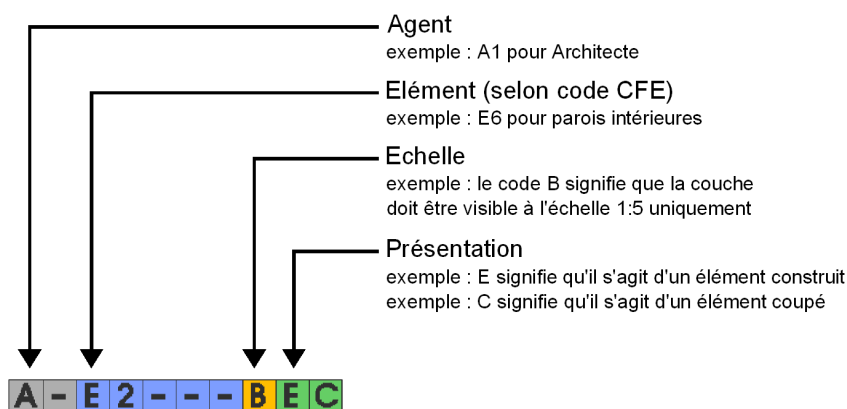 Agent
exemple : A1 pour Architecte
Elément (selon code CFE)
exemple : E6 pour parois intérieures
Echelle
exemple : le code B signifie que la couche
doit être visible à l'échelle 1:5 uniquement
Présentation
exemple : E signifie qu'il s'agit d'un élément construit
exemple : C signifie qu'il s'agit d'un élément coupé
A - E 2 - - - B E C